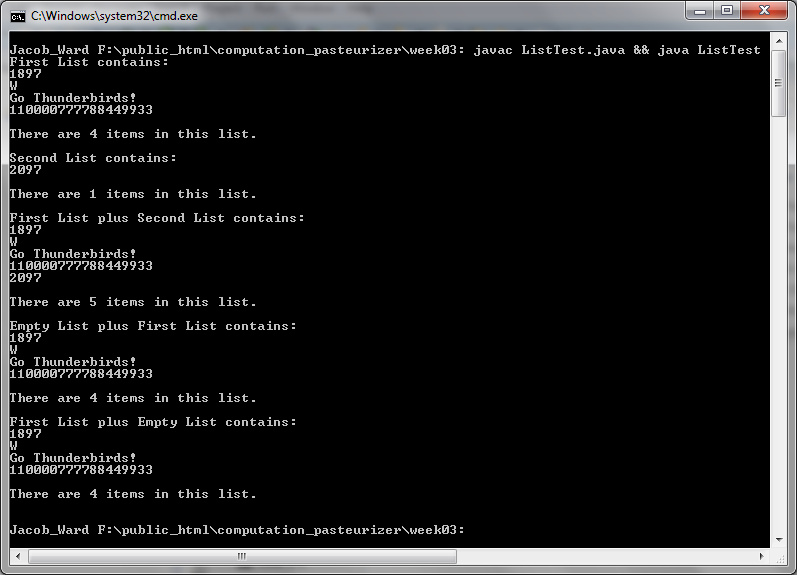 C:\Windows\system32\cmd.exe
Jacob_Ward F:\public_html\computation_pasteurizer\week03: javac ListTest.java && java ListTest
First List contains:
1897
W
Go Thunderbirds!
110000777788449933
There are 4 items in this list.
Second List contains:
2097
There are 1 items in this list.
First List plus Second List contains:
1897
W
Go Thunderbirds!
110000777788449933
2097
There are 5 items in this list.
Empty List plus First List contains:
1897
W
Go Thunderbirds!
110000777788449933
There are 4 items in this list.
First List plus Empty List contains:
1897
W
Go Thunderbirds!
110000777788449933
There are 4 items in this list.
Jacob_Ward F:\public_html\computation_pasteurizer\week03: